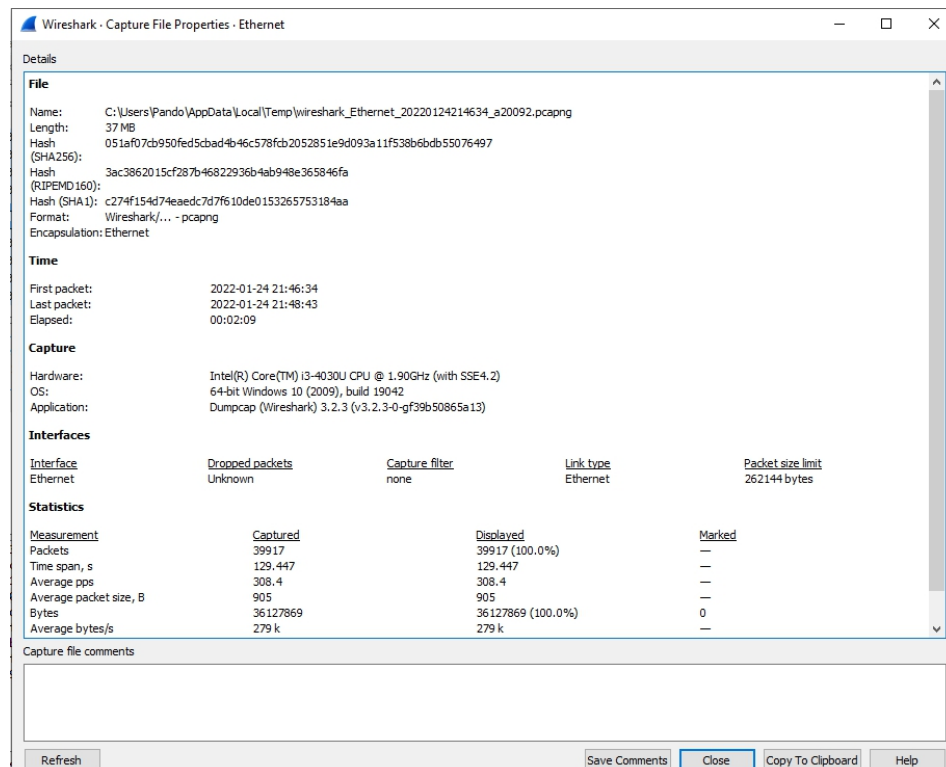 Wireshark · Capture File Properties · Ethernet
Details
File
Name: C:\Users\Pando\AppData\Local\Temp\wireshark_Ethernet_20220124214634_a20092.pcapng
Length: 37 MB
Hash (SHA256): 051af07cb950fed5cbad4b46c578fcb2052851e9d093a11f538b6bdb55076497
Hash (RIPEMD160): 3ac3862015cf287b46822936b4ab948e365846fa
Hash (SHA1): c274f154d74eaedc7d7f610de0153265753184aa
Format: Wireshark/... - pcapng
Encapsulation: Ethernet
Time
First packet: 2022-01-24 21:46:34
Last packet: 2022-01-24 21:48:43
Elapsed: 00:02:09
Capture
Hardware: Intel(R) Core(TM) i3-4030U CPU @ 1.90GHz (with SSE4.2)
OS: 64-bit Windows 10 (2009), build 19042
Application: Dumpcap (Wireshark) 3.2.3 (v3.2.3-0-gf39b50865a13)
Interfaces
Interface Dropped packets Capture filter Link type Packet size limit
Ethernet Unknown none Ethernet 262144 bytes
Statistics
Measurement Captured Displayed Marked
Packets 39917 39917 (100.0%) —
Time span, s 129.447 129.447 —
Average pps 308.4 308.4 —
Average packet size, B 905 905 —
Bytes 36127869 36127869 (100.0%) 0
Average bytes/s 279 k 279 k —
Capture file comments
Refresh Save Comments Close Copy To Clipboard Help